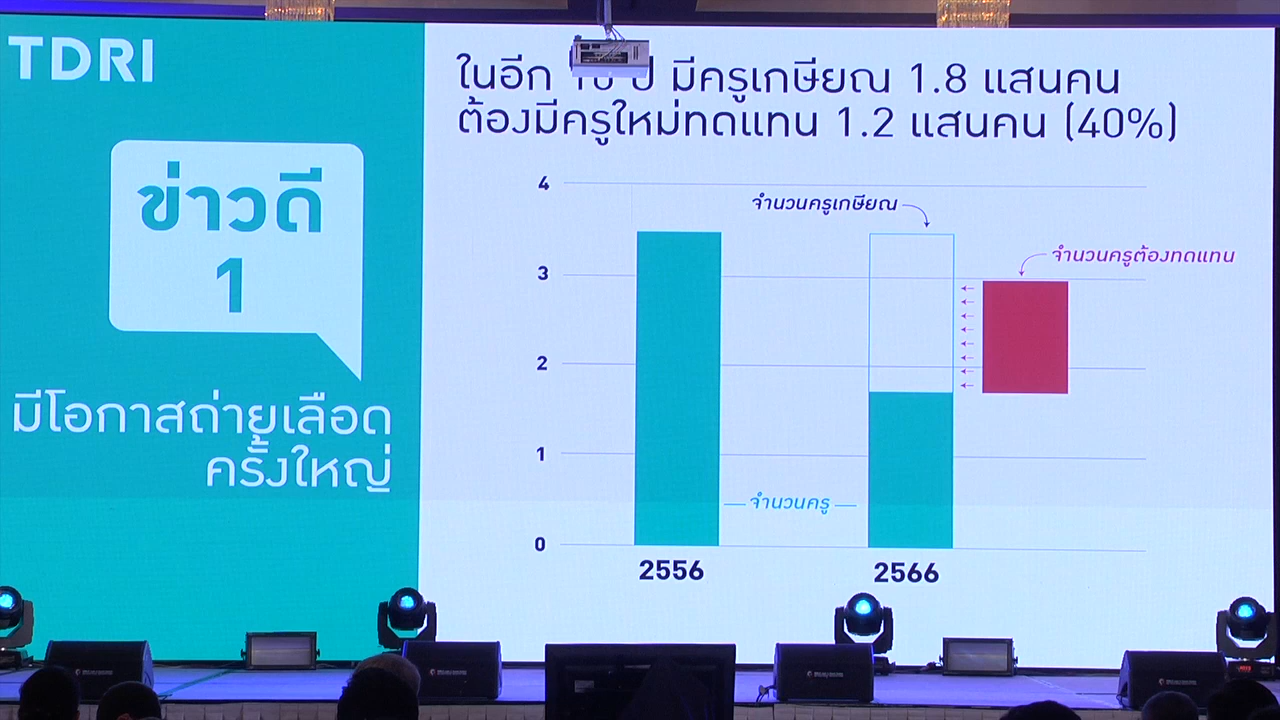 TDRI
ข่าวดี
1
มีโอกาสถ่ายเลือด
ครั้งใหญ่
ในอีก 10 ปี มีครูเกษียณ 1.8 แสนคน
ต้องมีครูใหม่ทดแทน 1.2 แสนคน (40%)
4
จำนวนครูเกษียณ
จำนวนครูต้องทดแทน
3
2
1
จำนวนครู
0
2556
2566